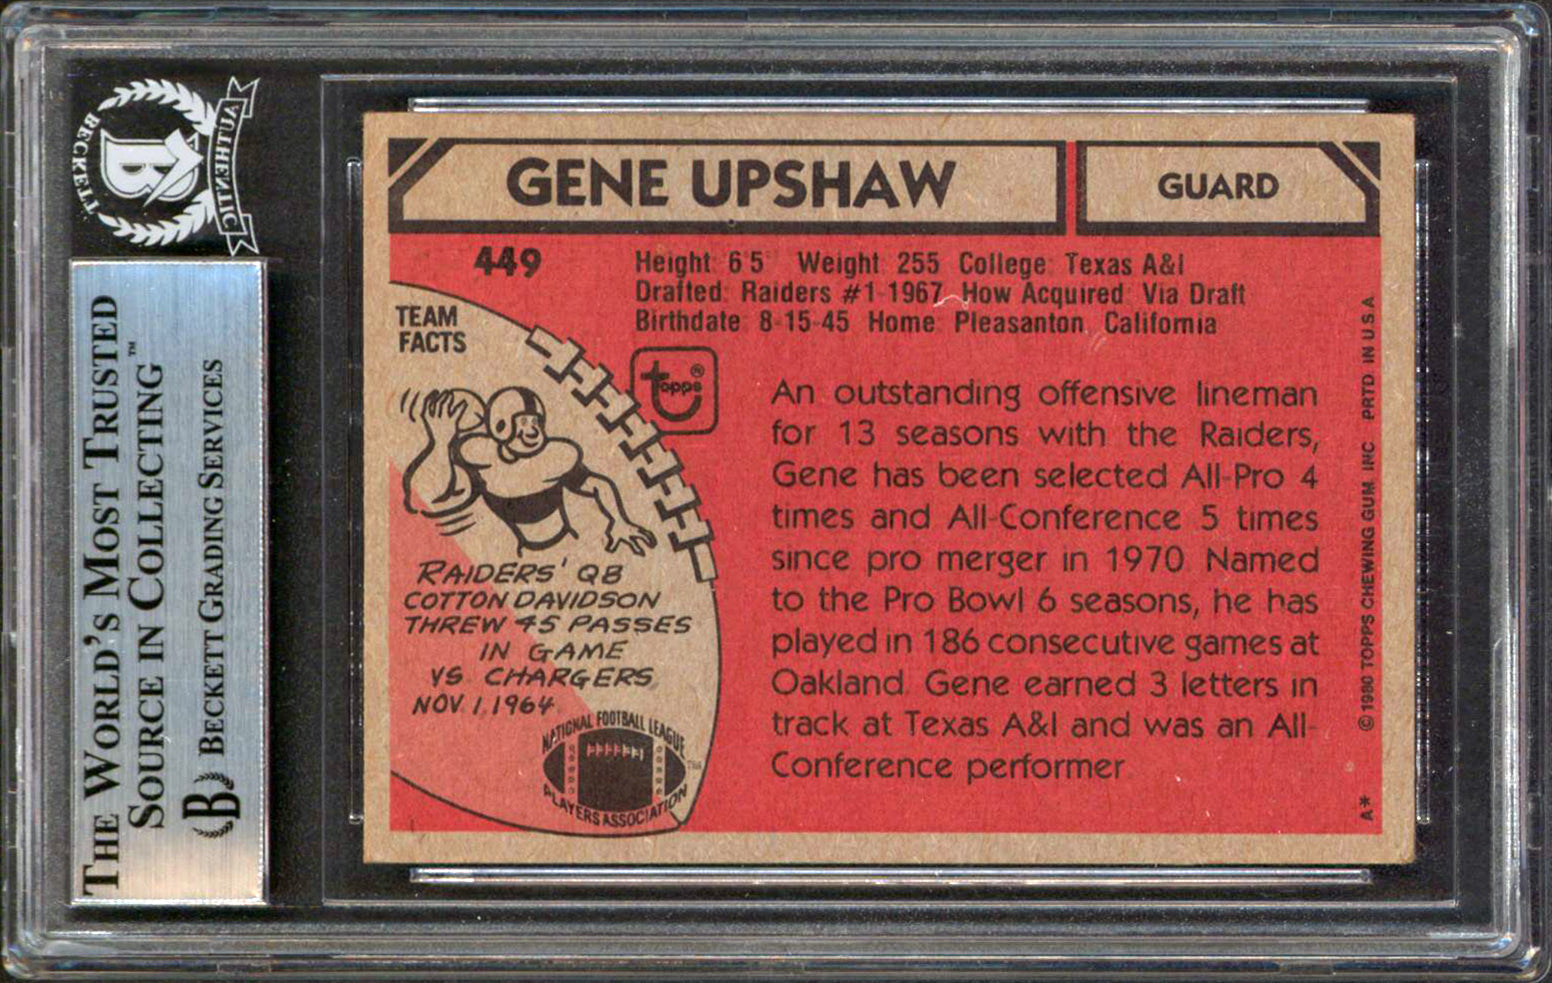 BECKETT
AUTHENTIC
THE WORLD'S MOST TRUSTED
SOURCE IN COLLECTING™
BECKETT GRADING SERVICES
GENE UPSHAW
GUARD
449
Height 6'5" Weight 255 College: Texas A&I
Drafted: Raiders #1-1967 How Acquired: Via Draft
Birthdate 8-15-45 Home: Pleasanton, California
TEAM
FACTS
topps®
An outstanding offensive lineman
for 13 seasons with the Raiders,
Gene has been selected All-Pro 4
times and All-Conference 5 times
since pro merger in 1970. Named
to the Pro Bowl 6 seasons, he has
played in 186 consecutive games at
Oakland. Gene earned 3 letters in
track at Texas A&I and was an All-
Conference performer
RAIDERS' QB
COTTON DAVIDSON
THREW 45 PASSES
IN GAME
VS CHARGERS
NOV. 1, 1964
NATIONAL FOOTBALL LEAGUE
PLAYERS ASSOCIATION
TM
A* © 1980 TOPPS CHEWING GUM, INC. PRTD. IN U.S.A.